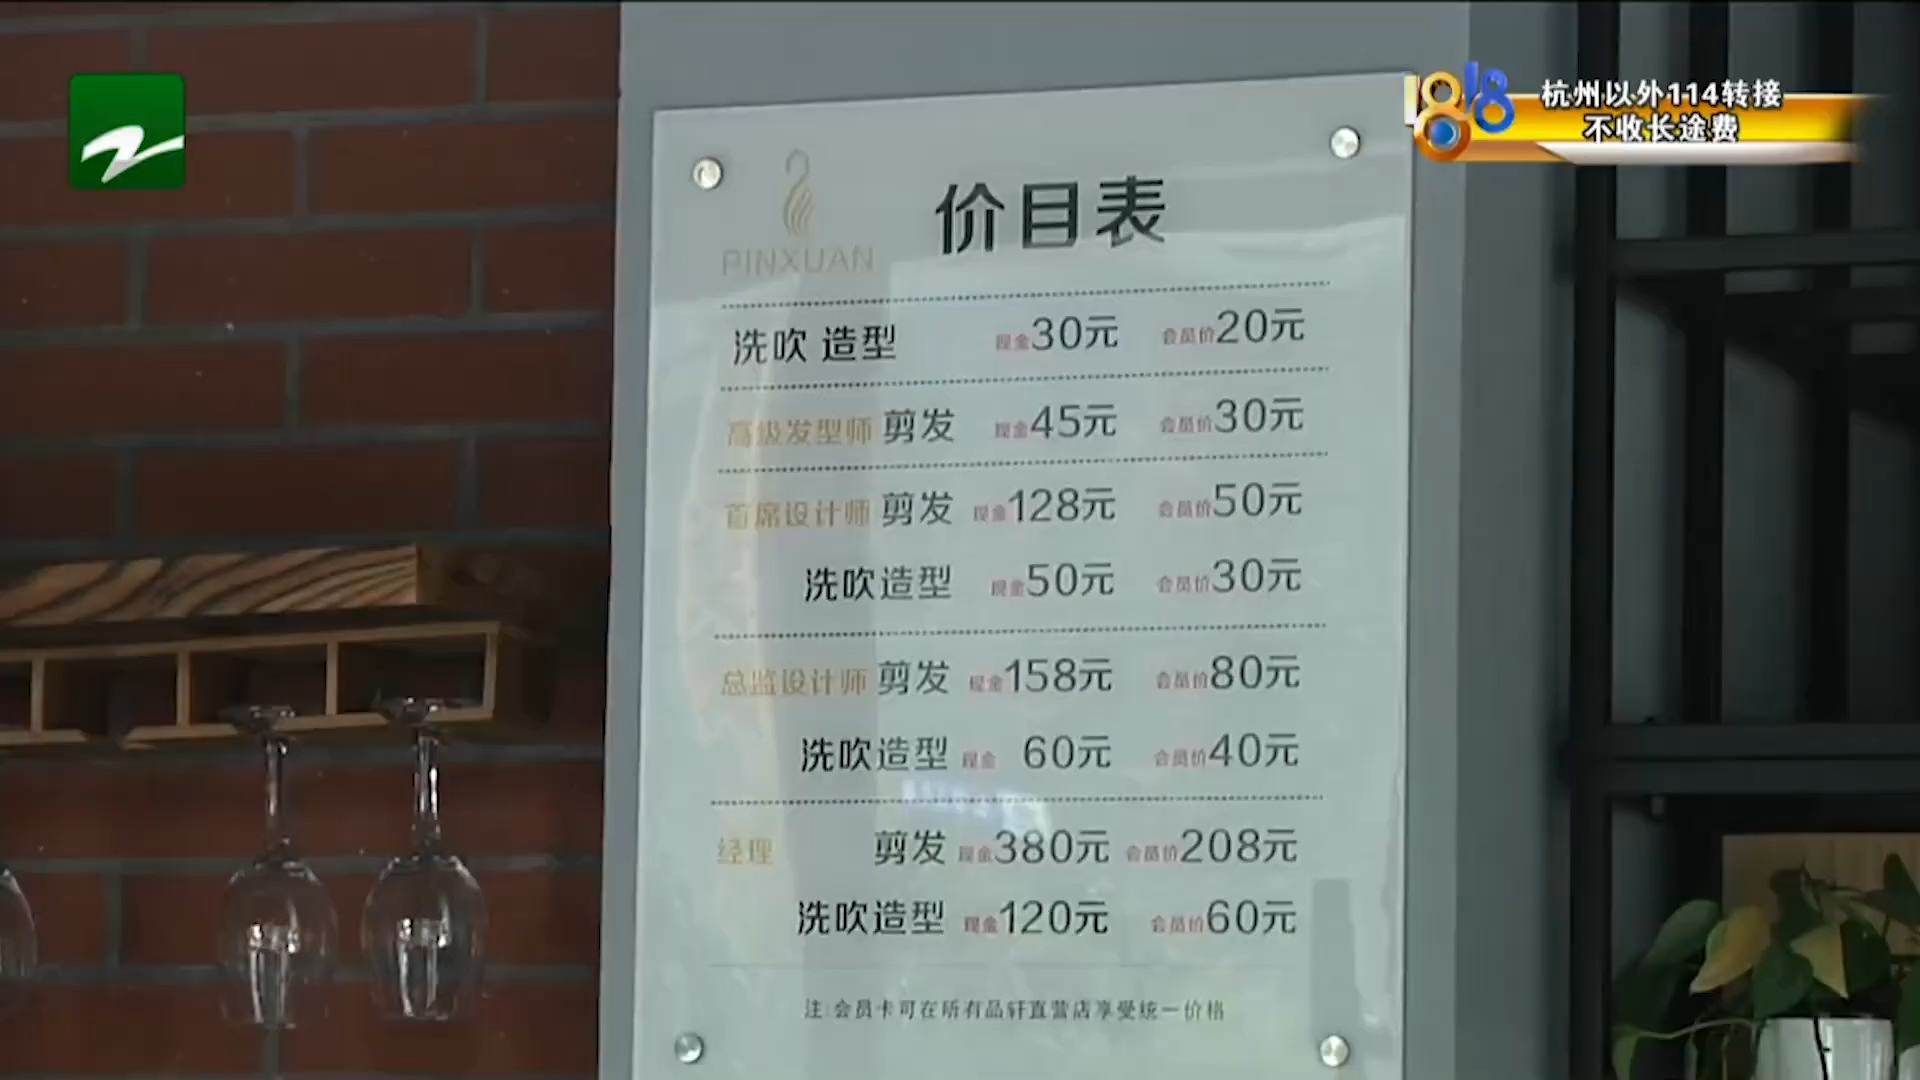 1818
杭州以外114转接
不收长途费
PINXUAN
价目表
洗吹 造型 现金30元 会员价20元
高级发型师 剪发 现金45元 会员价30元
首席设计师 剪发 现金128元 会员价50元
洗吹造型 现金50元 会员价30元
总监设计师 剪发 现金158元 会员价80元
洗吹造型 现金 60元 会员价40元
经理 剪发 现金380元 会员价208元
洗吹造型 现金120元 会员价60元
注:会员卡可在所有品轩直营店享受统一价格